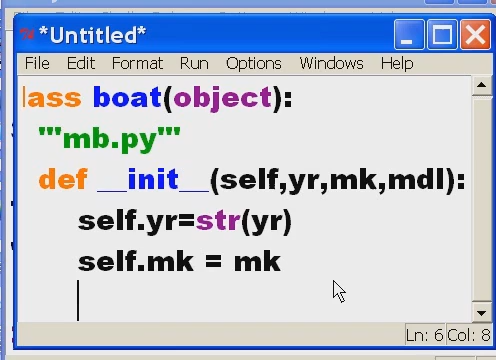 *Untitled*
File Edit Format Run Options Windows Help
lass boat(object):
'''mb.py'''
def __init__(self,yr,mk,mdl):
self.yr=str(yr)
self.mk = mk
Ln: 6 Col: 8